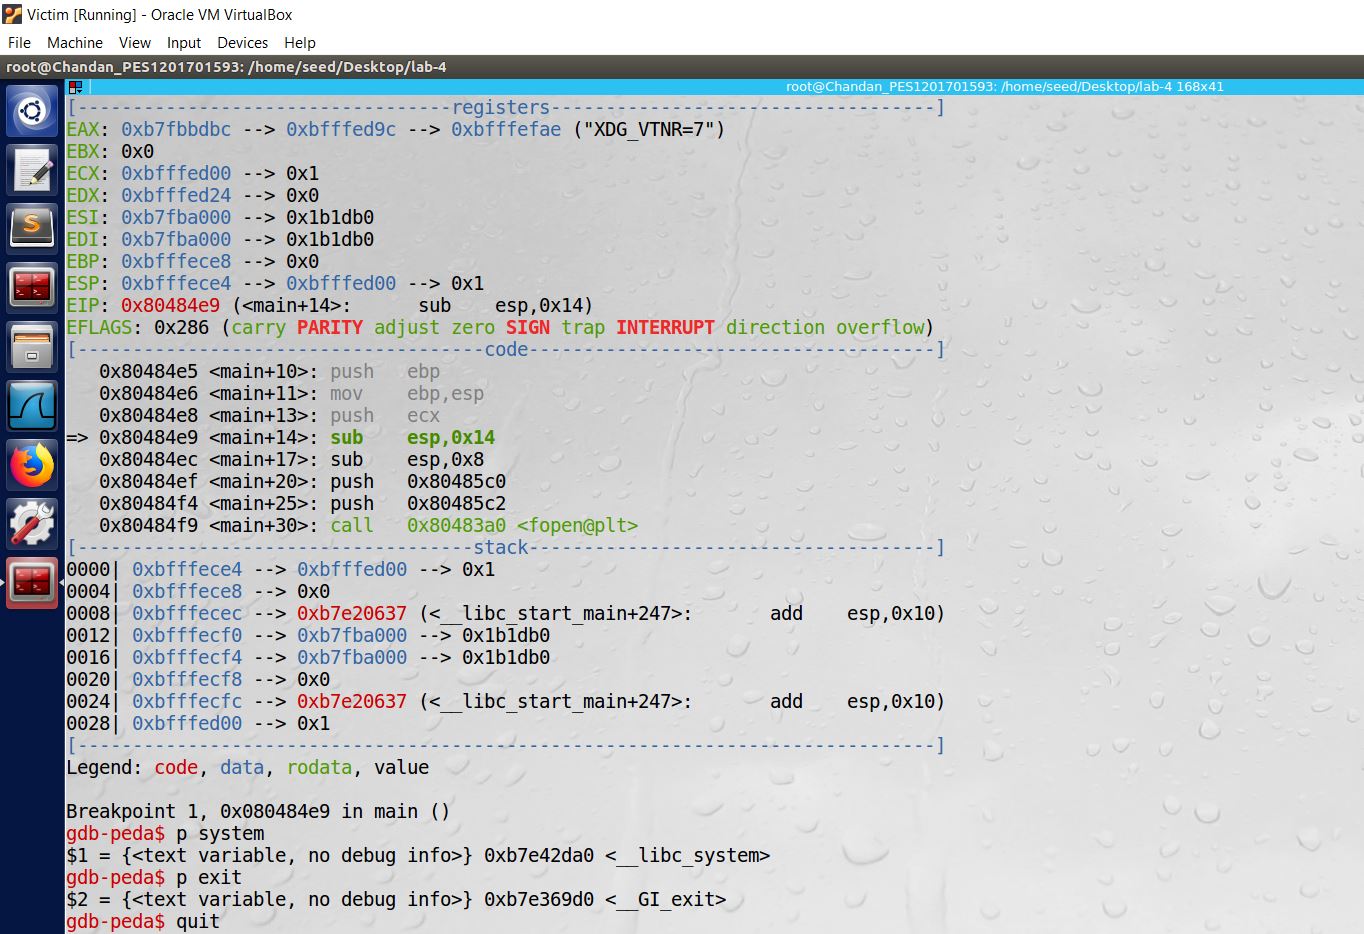 Victim [Running] - Oracle VM VirtualBox
File Machine View Input Devices Help
root@Chandan_PES1201701593: /home/seed/Desktop/lab-4
root@Chandan_PES1201701593: /home/seed/Desktop/lab-4 168x41
[----------------------------------registers-----------------------------------]
EAX: 0xb7fbbdbc --> 0xbfffed9c --> 0xbfffefae ("XDG_VTNR=7")
EBX: 0x0
ECX: 0xbfffed00 --> 0x1
EDX: 0xbfffed24 --> 0x0
ESI: 0xb7fba000 --> 0x1b1db0
EDI: 0xb7fba000 --> 0x1b1db0
EBP: 0xbfffece8 --> 0x0
ESP: 0xbfffece4 --> 0xbfffed00 --> 0x1
EIP: 0x80484e9 (<main+14>: sub esp,0x14)
EFLAGS: 0x286 (carry PARITY adjust zero SIGN trap INTERRUPT direction overflow)
[-------------------------------------code-------------------------------------]
0x80484e5 <main+10>: push ebp
0x80484e6 <main+11>: mov ebp,esp
0x80484e8 <main+13>: push ecx
=> 0x80484e9 <main+14>: sub esp,0x14
0x80484ec <main+17>: sub esp,0x8
0x80484ef <main+20>: push 0x80485c0
0x80484f4 <main+25>: push 0x80485c2
0x80484f9 <main+30>: call 0x80483a0 <fopen@plt>
[------------------------------------stack-------------------------------------]
0000| 0xbfffece4 --> 0xbfffed00 --> 0x1
0004| 0xbfffece8 --> 0x0
0008| 0xbfffecec --> 0xb7e20637 (<__libc_start_main+247>: add esp,0x10)
0012| 0xbfffecf0 --> 0xb7fba000 --> 0x1b1db0
0016| 0xbfffecf4 --> 0xb7fba000 --> 0x1b1db0
0020| 0xbfffecf8 --> 0x0
0024| 0xbfffecfc --> 0xb7e20637 (<__libc_start_main+247>: add esp,0x10)
0028| 0xbfffed00 --> 0x1
[------------------------------------------------------------------------------]
Legend: code, data, rodata, value
Breakpoint 1, 0x080484e9 in main ()
gdb-peda$ p system
$1 = {<text variable, no debug info>} 0xb7e42da0 <__libc_system>
gdb-peda$ p exit
$2 = {<text variable, no debug info>} 0xb7e369d0 <__GI_exit>
gdb-peda$ quit